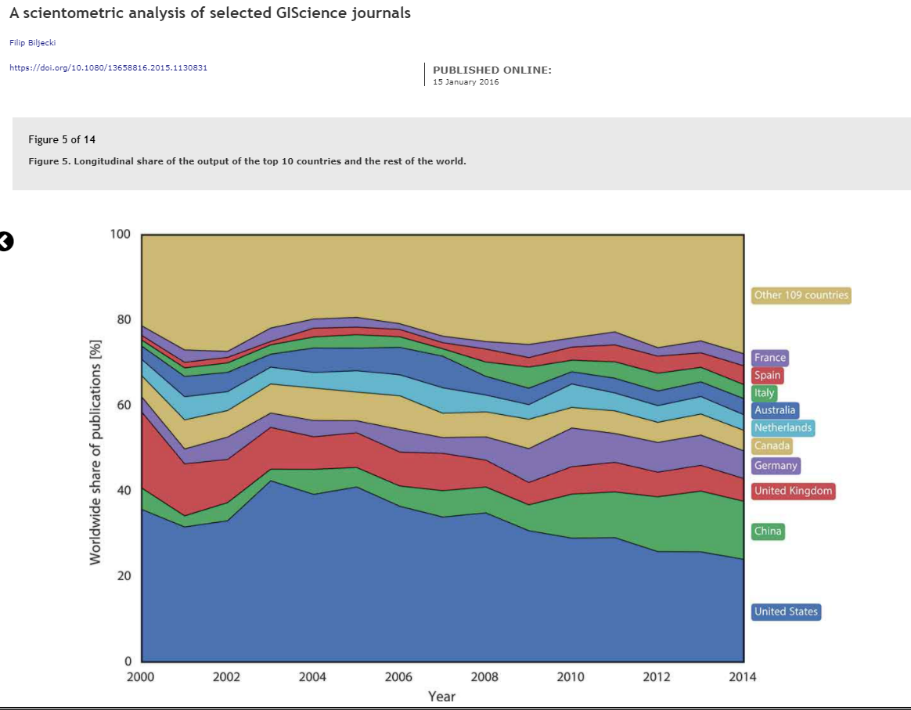 A scientometric analysis of selected GIScience journals
Filip Biljecki
https://doi.org/10.1080/13658816.2015.1130831
PUBLISHED ONLINE:
15 January 2016
Figure 5 of 14
Figure 5. Longitudinal share of the output of the top 10 countries and the rest of the world.
Worldwide share of publications [%]
100
80
60
40
20
0
2000 2002 2004 2006 2008 2010 2012 2014
Year
Other 109 countries
France
Spain
Italy
Australia
Netherlands
Canada
Germany
United Kingdom
China
United States